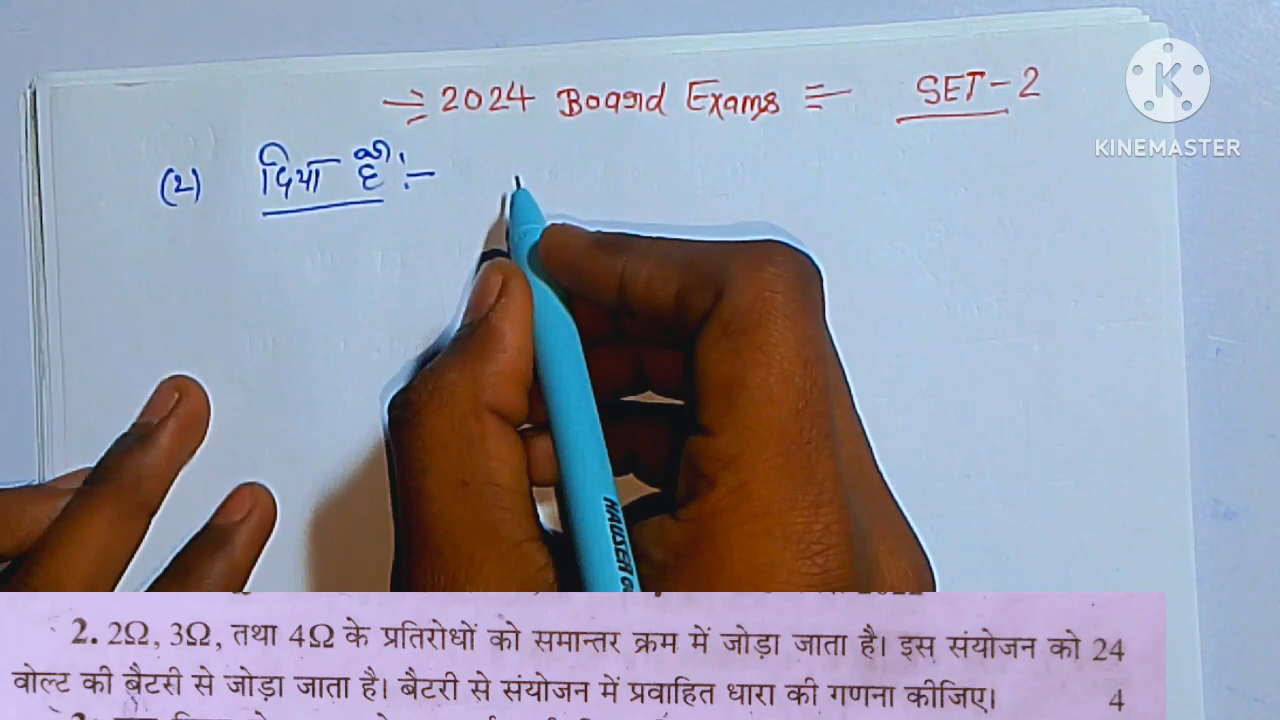 = 2024 Board Exams = SET-2
KINEMASTER
(2) दिया है:-
HAUSER
2. 2Ω, 3Ω, तथा 4Ω के प्रतिरोधों को समान्तर क्रम में जोड़ा जाता है। इस संयोजन को 24
वोल्ट की बैटरी से जोड़ा जाता है। बैटरी से संयोजन में प्रवाहित धारा की गणना कीजिए। 4